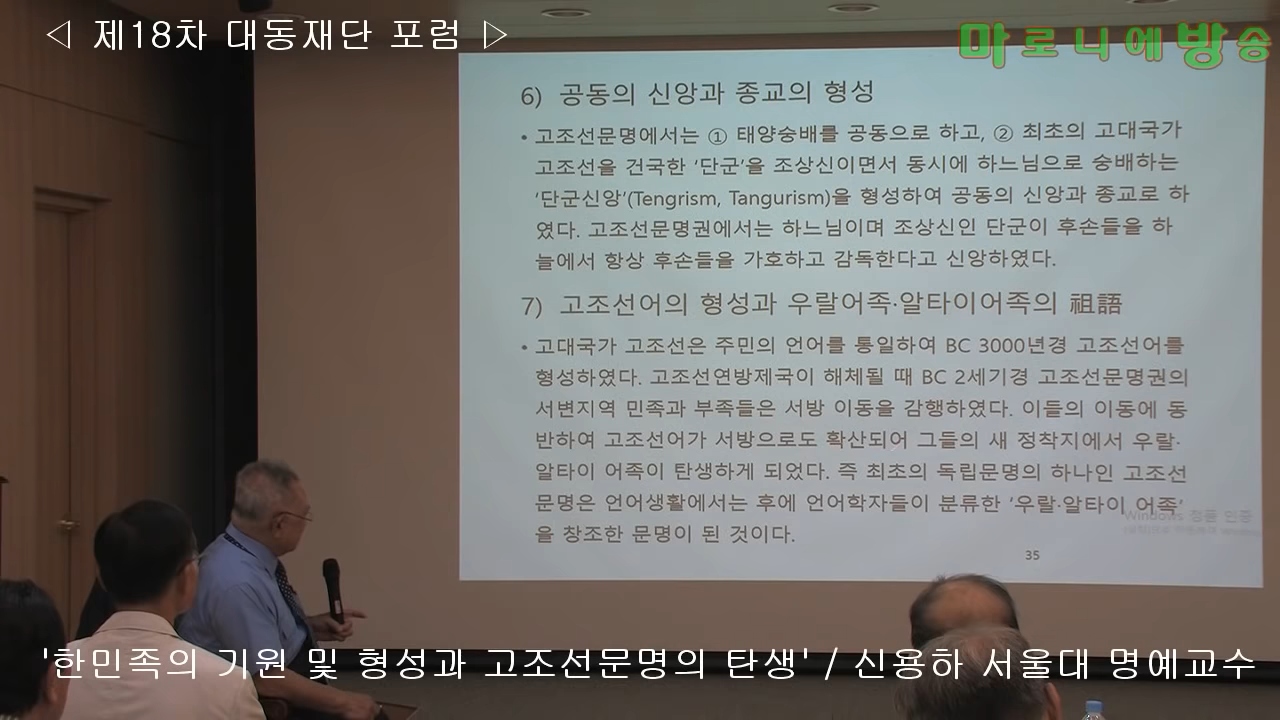 ◁ 제18차 대동재단 포럼 ▷
마로니에방송
6) 공동의 신앙과 종교의 형성
• 고조선문명에서는 ① 태양숭배를 공동으로 하고, ② 최초의 고대국가
고조선을 건국한 ‘단군’을 조상신이면서 동시에 하느님으로 숭배하는
‘단군신앙’(Tengrism, Tangurism)을 형성하여 공동의 신앙과 종교로 하
였다. 고조선문명권에서는 하느님이며 조상신인 단군이 후손들을 하
늘에서 항상 후손들을 가호하고 감독한다고 신앙하였다.
7) 고조선어의 형성과 우랄어족·알타이어족의 祖語
• 고대국가 고조선은 주민의 언어를 통일하여 BC 3000년경 고조선어를
형성하였다. 고조선연방제국이 해체될 때 BC 2세기경 고조선문명권의
서변지역 민족과 부족들은 서방 이동을 감행하였다. 이들의 이동에 동
반하여 고조선어가 서방으로도 확산되어 그들의 새 정착지에서 우랄·
알타이 어족이 탄생하게 되었다. 즉 최초의 독립문명의 하나인 고조선
문명은 언어생활에서는 후에 언어학자들이 분류한 ‘우랄·알타이 어족’
을 창조한 문명이 된 것이다.
Windows 정품 인증
35
'한민족의 기원 및 형성과 고조선문명의 탄생' / 신용하 서울대 명예교수